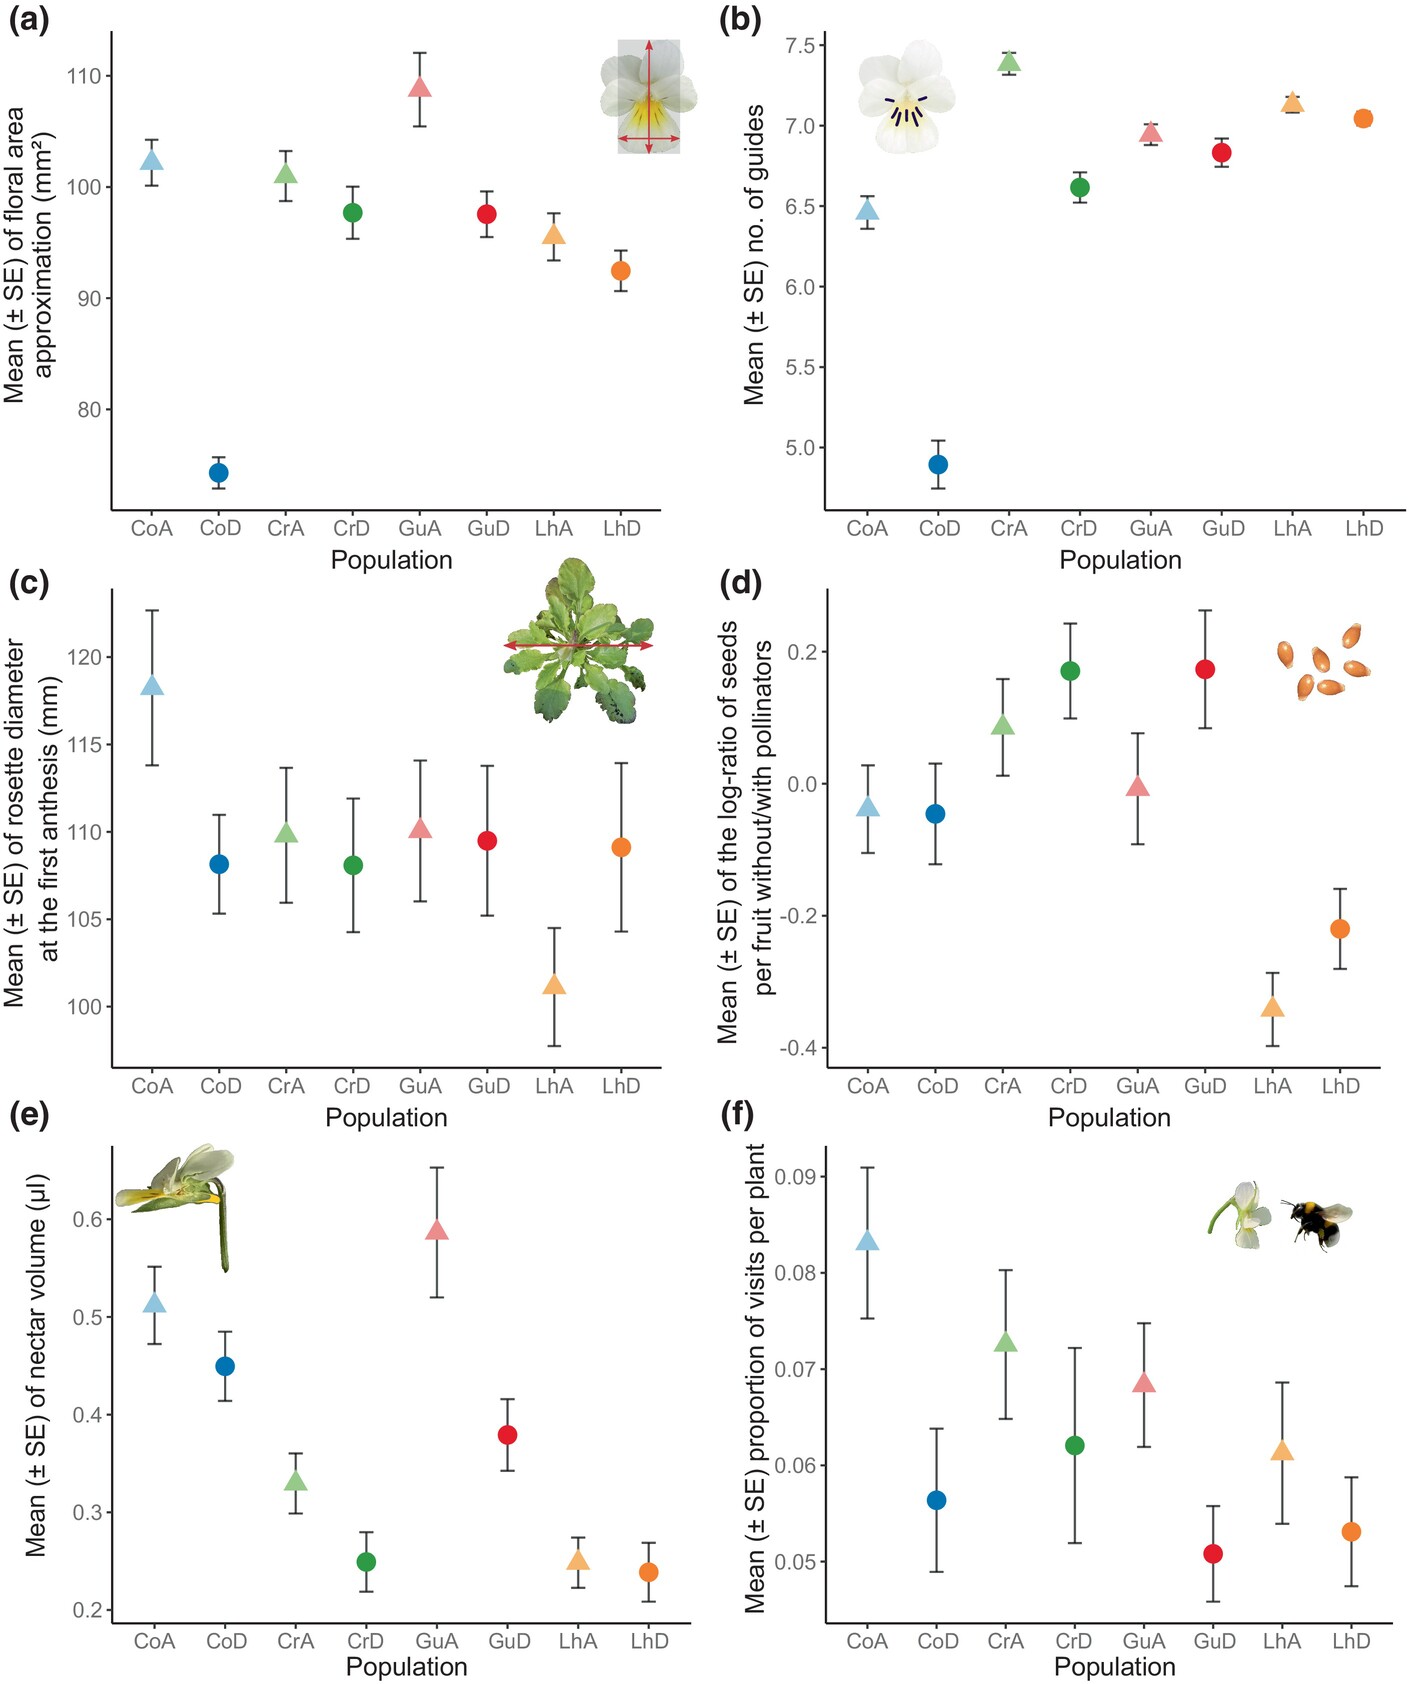 (a)
Mean (± SE) of floral area
approximation (mm²)
110
100
90
80
CoA CoD CrA CrD GuA GuD LhA LhD
Population
(b)
Mean (± SE) no. of guides
7.5
7.0
6.5
6.0
5.5
5.0
CoA CoD CrA CrD GuA GuD LhA LhD
Population
(c)
Mean (± SE) of rosette diameter
at the first anthesis (mm)
120
115
110
105
100
CoA CoD CrA CrD GuA GuD LhA LhD
Population
(d)
Mean (± SE) of the log-ratio of seeds
per fruit without/with pollinators
0.2
0.0
-0.2
-0.4
CoA CoD CrA CrD GuA GuD LhA LhD
Population
(e)
Mean (± SE) of nectar volume (µl)
0.6
0.5
0.4
0.3
0.2
CoA CoD CrA CrD GuA GuD LhA LhD
Population
(f)
Mean (± SE) proportion of visits per plant
0.09
0.08
0.07
0.06
0.05
CoA CoD CrA CrD GuA GuD LhA LhD
Population